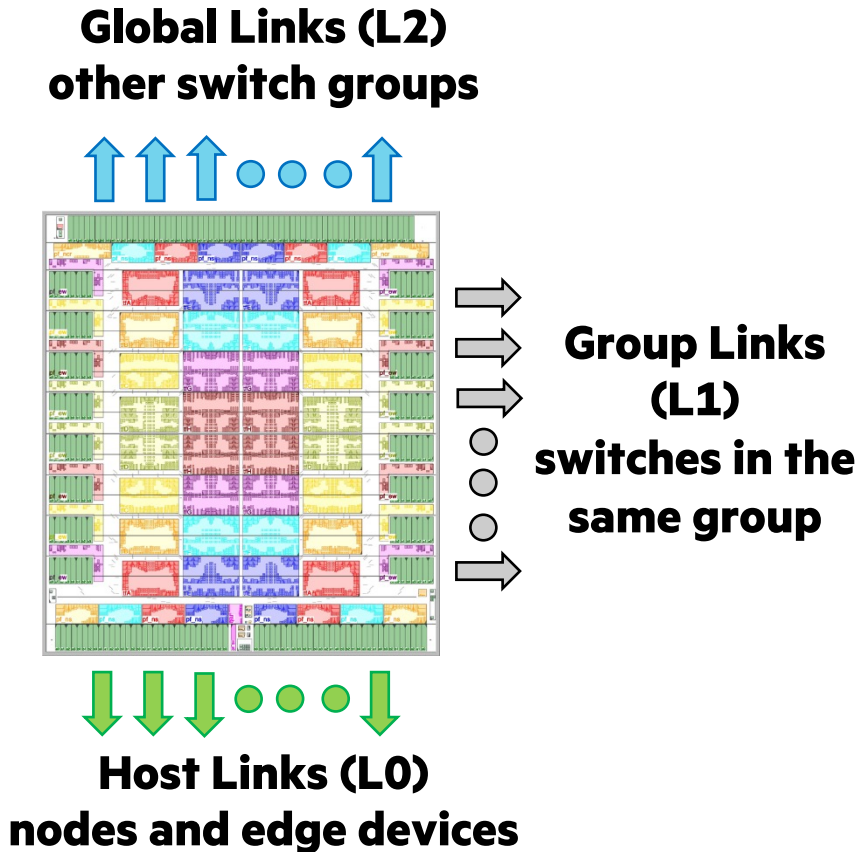 Global Links (L2)
other switch groups
Group Links
(L1)
switches in the
same group
Host Links (L0)
nodes and edge devices